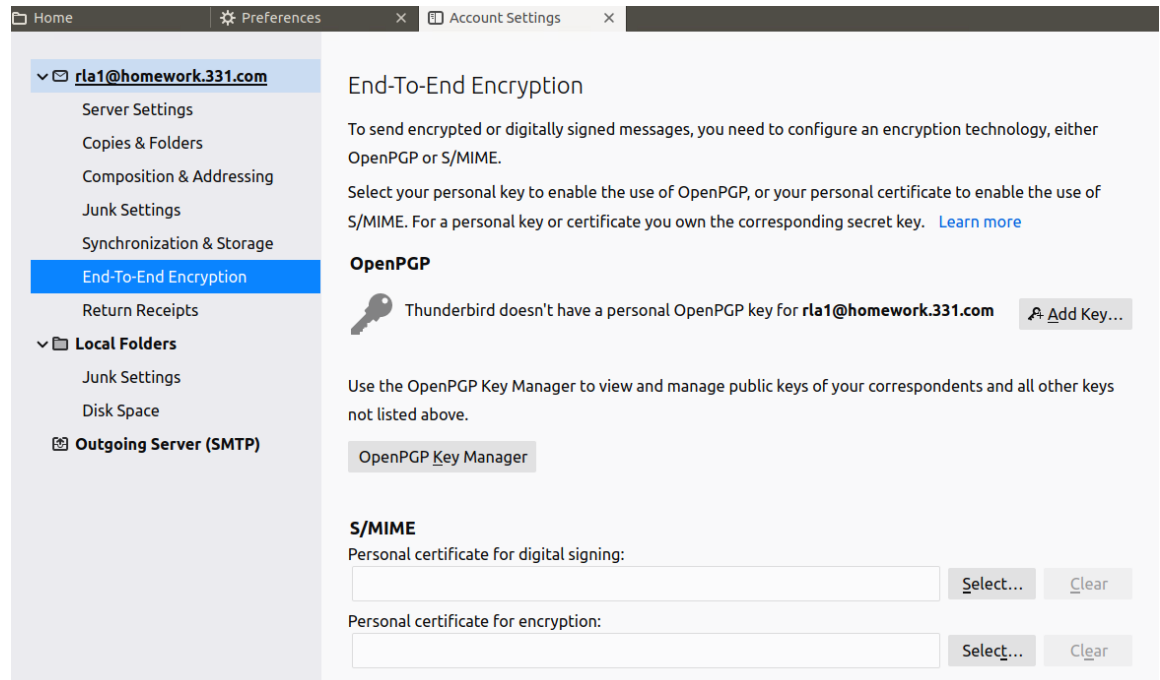 Home
Preferences
Account Settings
rla1@homework.331.com
Server Settings
Copies & Folders
Composition & Addressing
Junk Settings
Synchronization & Storage
End-To-End Encryption
Return Receipts
Local Folders
Junk Settings
Disk Space
Outgoing Server (SMTP)
End-To-End Encryption
To send encrypted or digitally signed messages, you need to configure an encryption technology, either
OpenPGP or S/MIME.
Select your personal key to enable the use of OpenPGP, or your personal certificate to enable the use of
S/MIME. For a personal key or certificate you own the corresponding secret key. Learn more
OpenPGP
Thunderbird doesn't have a personal OpenPGP key for rla1@homework.331.com
Add Key…
Use the OpenPGP Key Manager to view and manage public keys of your correspondents and all other keys
not listed above.
OpenPGP Key Manager
S/MIME
Personal certificate for digital signing:
Select… Clear
Personal certificate for encryption:
Select… Clear